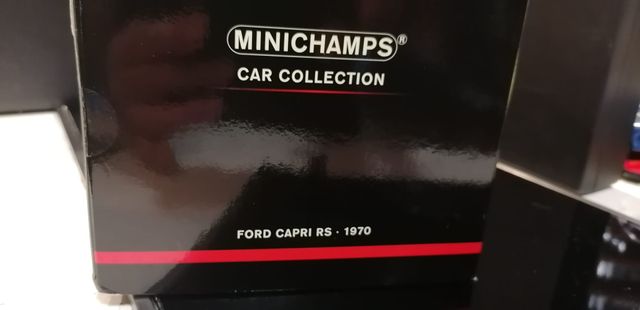 MINICHAMPS®
CAR COLLECTION
FORD CAPRI RS · 1970